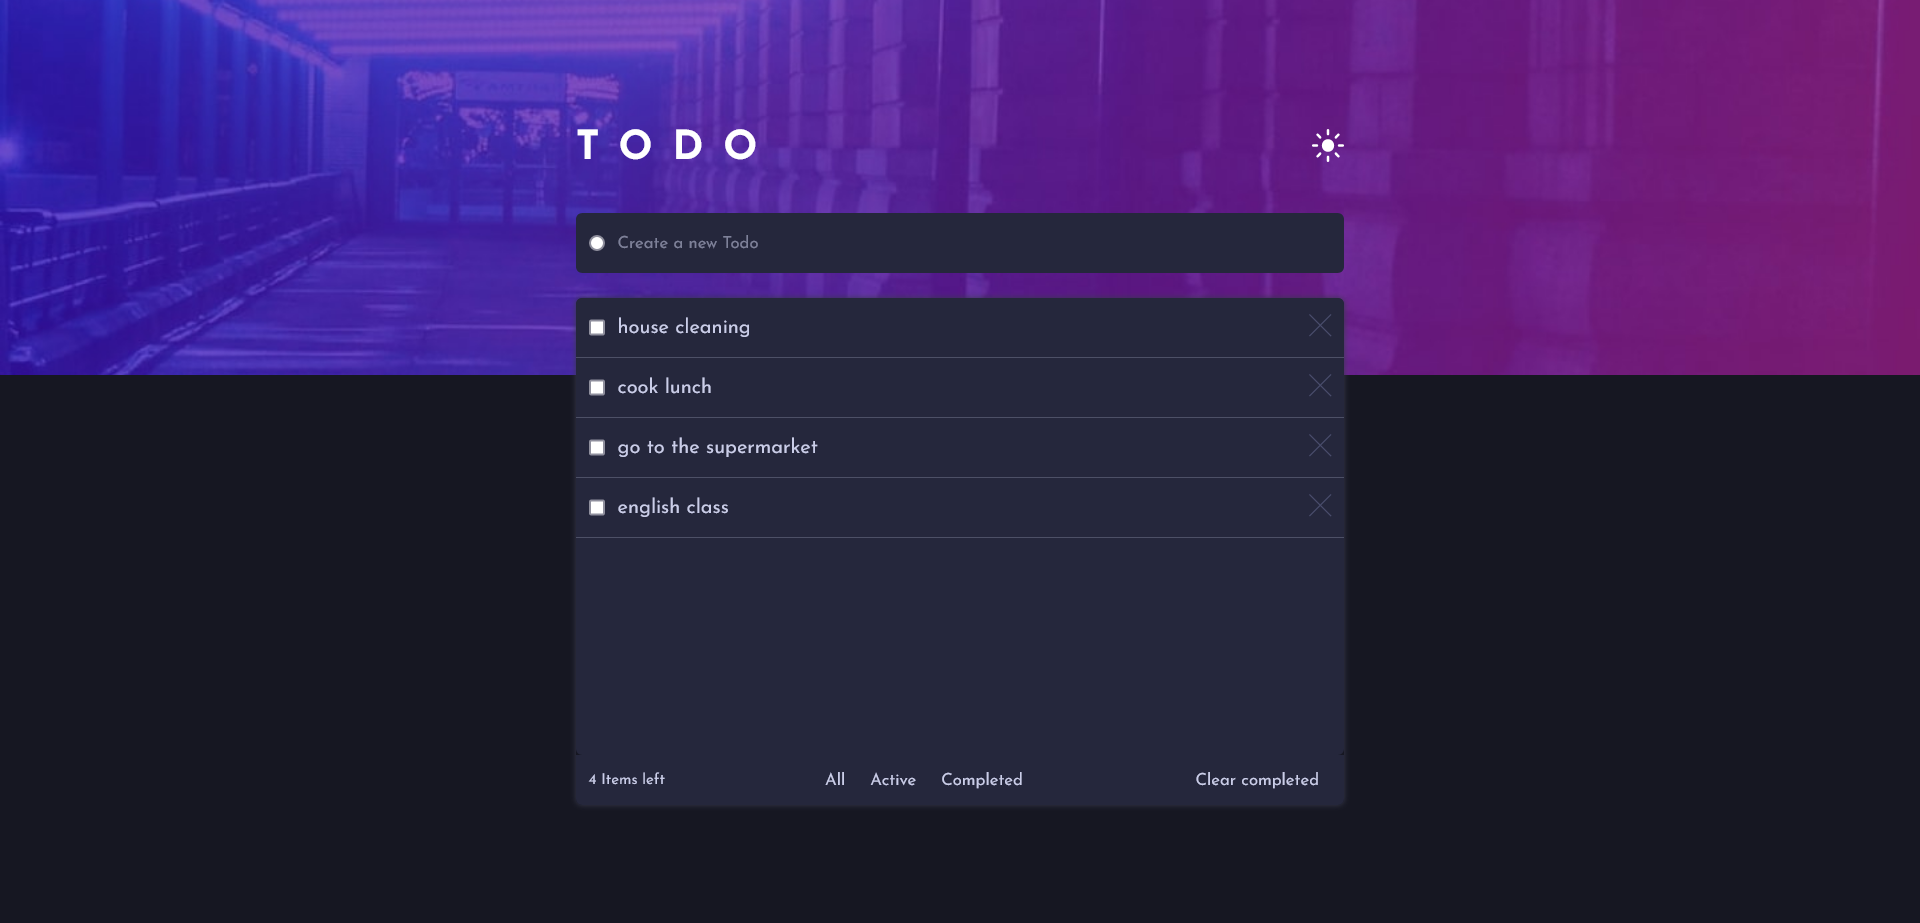 TODO
Create a new Todo
house cleaning
cook lunch
go to the supermarket
english class
4 Items left
All Active Completed
Clear completed